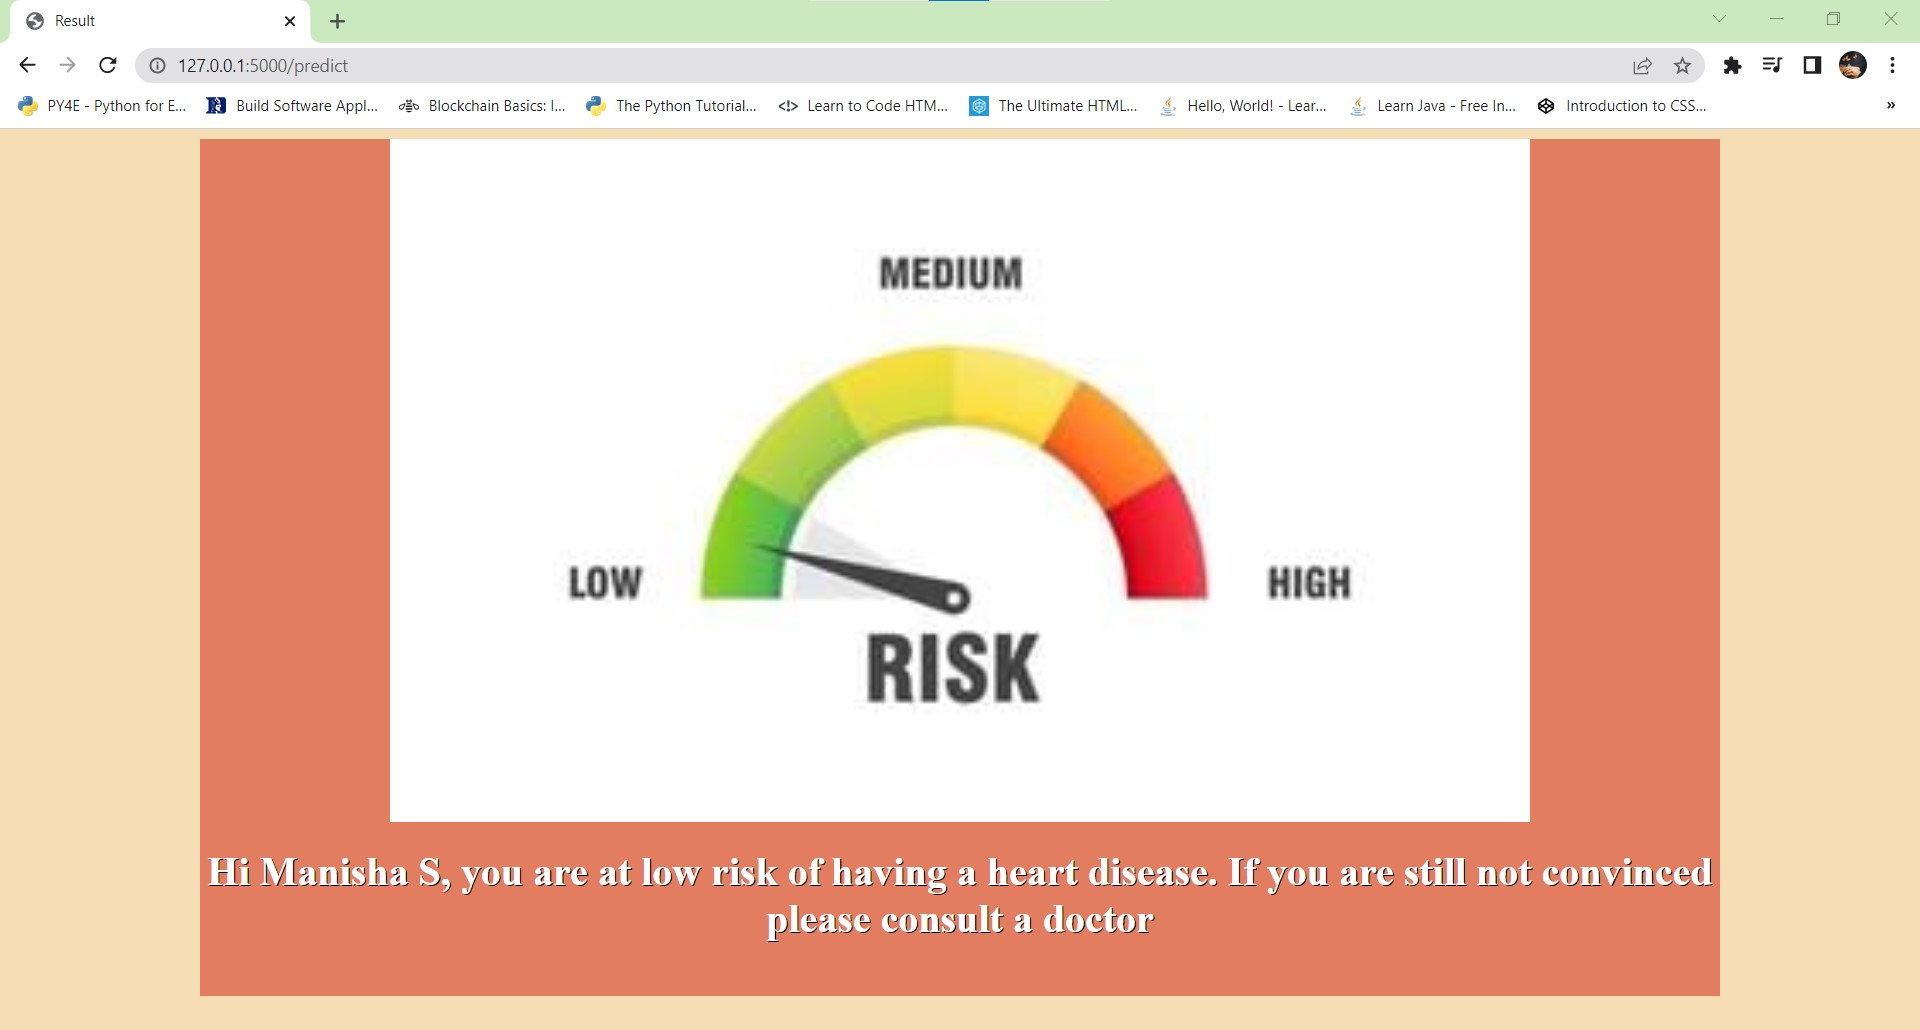 Result
127.0.0.1:5000/predict
PY4E - Python for E...
Build Software Appl...
Blockchain Basics: I...
The Python Tutorial...
Learn to Code HTM...
The Ultimate HTML...
Hello, World! - Lear...
Learn Java - Free In...
Introduction to CSS...
»
MEDIUM
LOW
HIGH
RISK
Hi Manisha S, you are at low risk of having a heart disease. If you are still not convinced
please consult a doctor